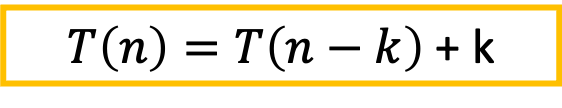 T(n) = T(n − k) + k